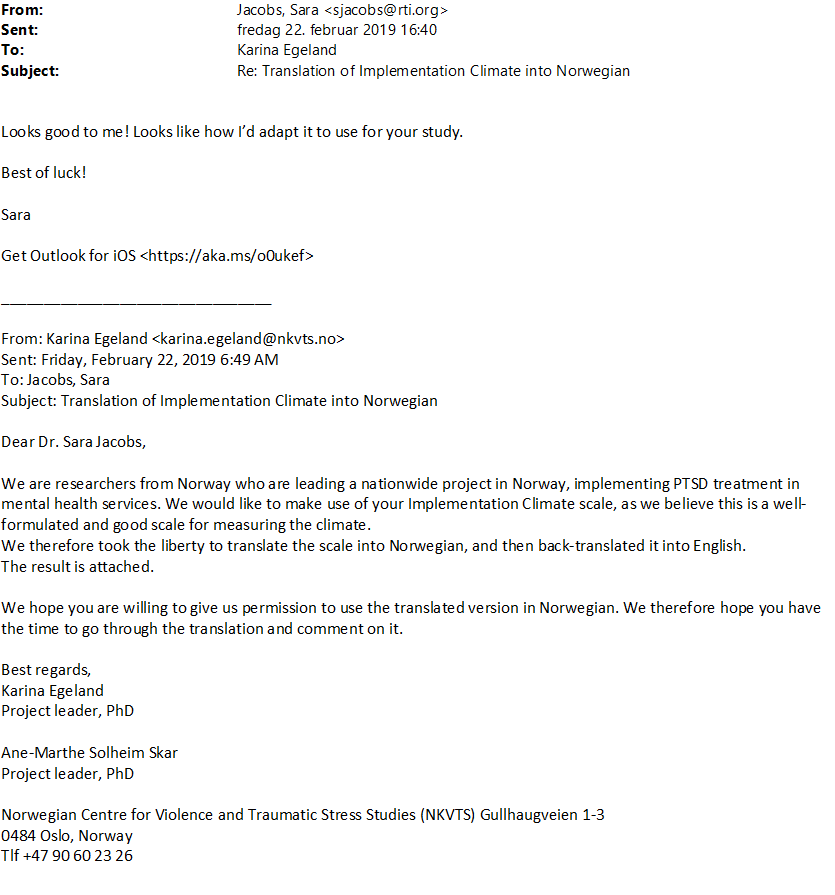 From: Jacobs, Sara <sjacobs@rti.org>
Sent: fredag 22. februar 2019 16:40
To: Karina Egeland
Subject: Re: Translation of Implementation Climate into Norwegian
Looks good to me! Looks like how I’d adapt it to use for your study.
Best of luck!
Sara
Get Outlook for iOS <https://aka.ms/o0ukef>
________________________________
From: Karina Egeland <karina.egeland@nkvts.no>
Sent: Friday, February 22, 2019 6:49 AM
To: Jacobs, Sara
Subject: Translation of Implementation Climate into Norwegian
Dear Dr. Sara Jacobs,
We are researchers from Norway who are leading a nationwide project in Norway, implementing PTSD treatment in
mental health services. We would like to make use of your Implementation Climate scale, as we believe this is a well-
formulated and good scale for measuring the climate.
We therefore took the liberty to translate the scale into Norwegian, and then back-translated it into English.
The result is attached.
We hope you are willing to give us permission to use the translated version in Norwegian. We therefore hope you have
the time to go through the translation and comment on it.
Best regards,
Karina Egeland
Project leader, PhD
Ane-Marthe Solheim Skar
Project leader, PhD
Norwegian Centre for Violence and Traumatic Stress Studies (NKVTS) Gullhaugveien 1-3
0484 Oslo, Norway
Tlf +47 90 60 23 26